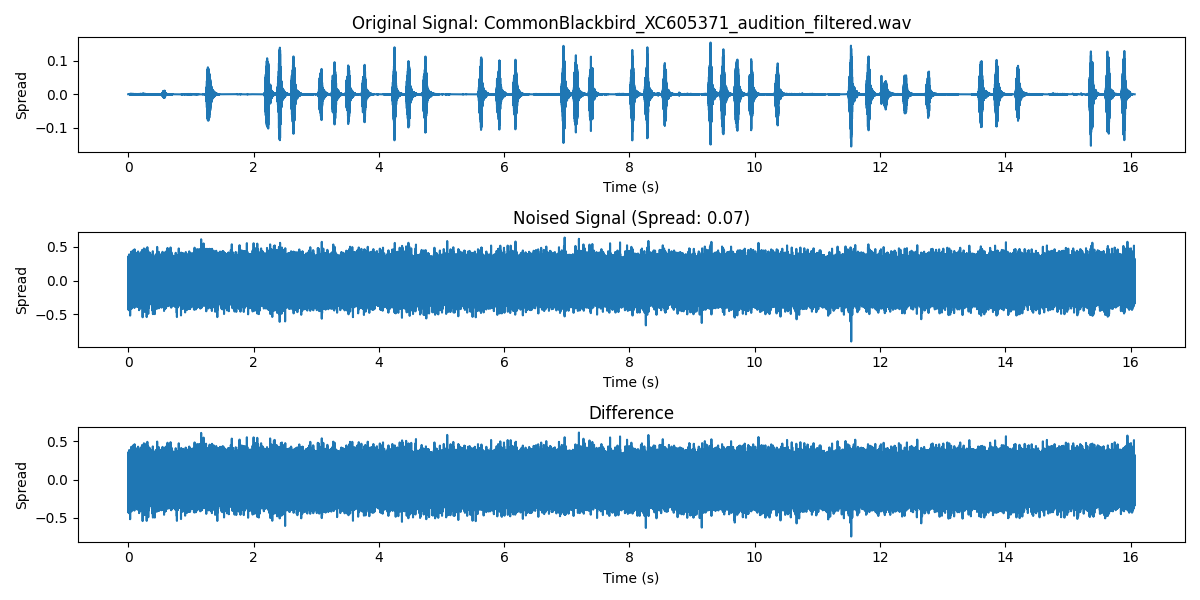 Original Signal: CommonBlackbird_XC605371_audition_filtered.wav
Spread
0.1
0.0
−0.1
0 2 4 6 8 10 12 14 16
Time (s)
Noised Signal (Spread: 0.07)
Spread
0.5
0.0
−0.5
0 2 4 6 8 10 12 14 16
Time (s)
Difference
Spread
0.5
0.0
−0.5
0 2 4 6 8 10 12 14 16
Time (s)